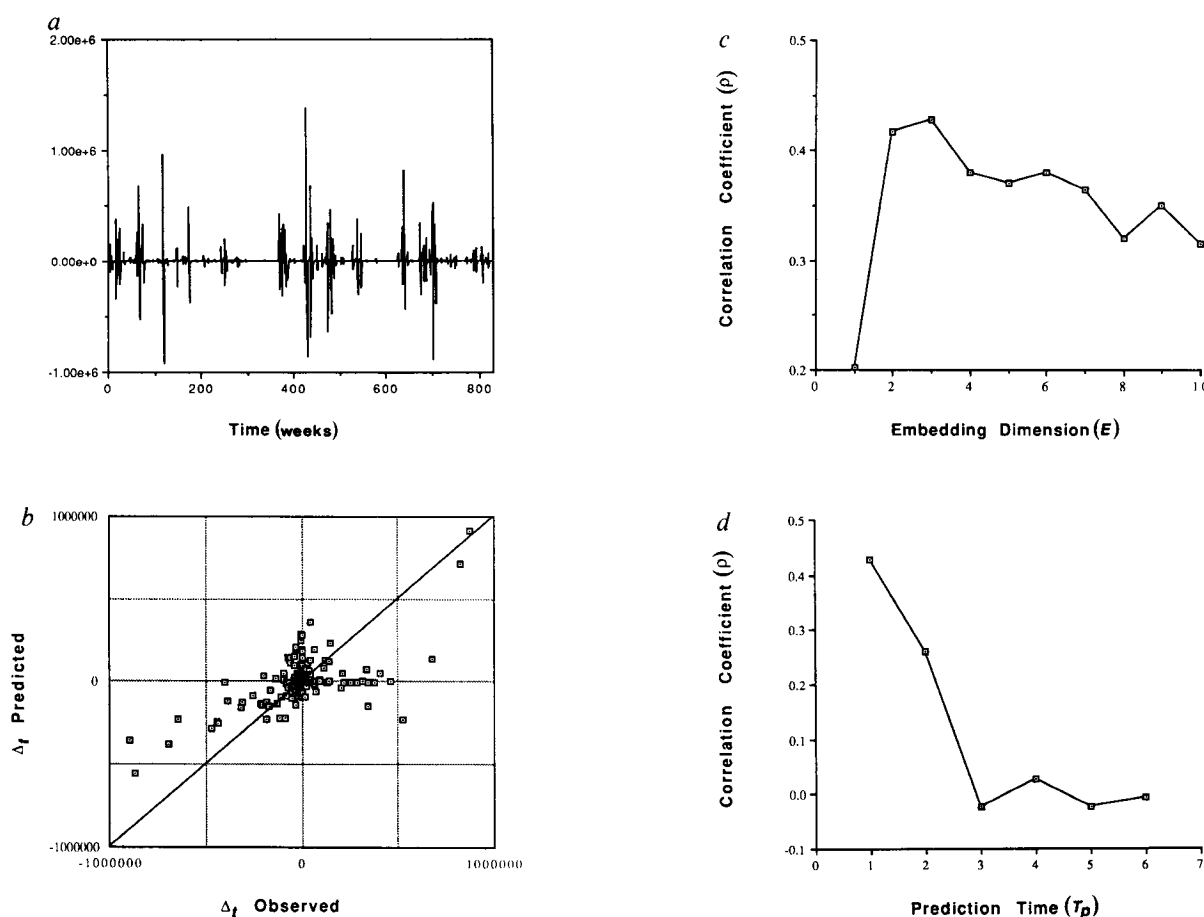 a
2.00e+6
1.00e+6
0.00e+0
-1.00e+6
0 200 400 600 800
Time (weeks)
b
1000000
0
-1000000
-1000000 0 1000000
Δt Predicted
Δt Observed
c
0.5
0.4
0.3
0.2
0 2 4 6 8 10
Correlation Coefficient (ρ)
Embedding Dimension (E)
d
0.5
0.4
0.3
0.2
0.1
0.0
-0.1
0 1 2 3 4 5 6 7
Correlation Coefficient (ρ)
Prediction Time (Tp)